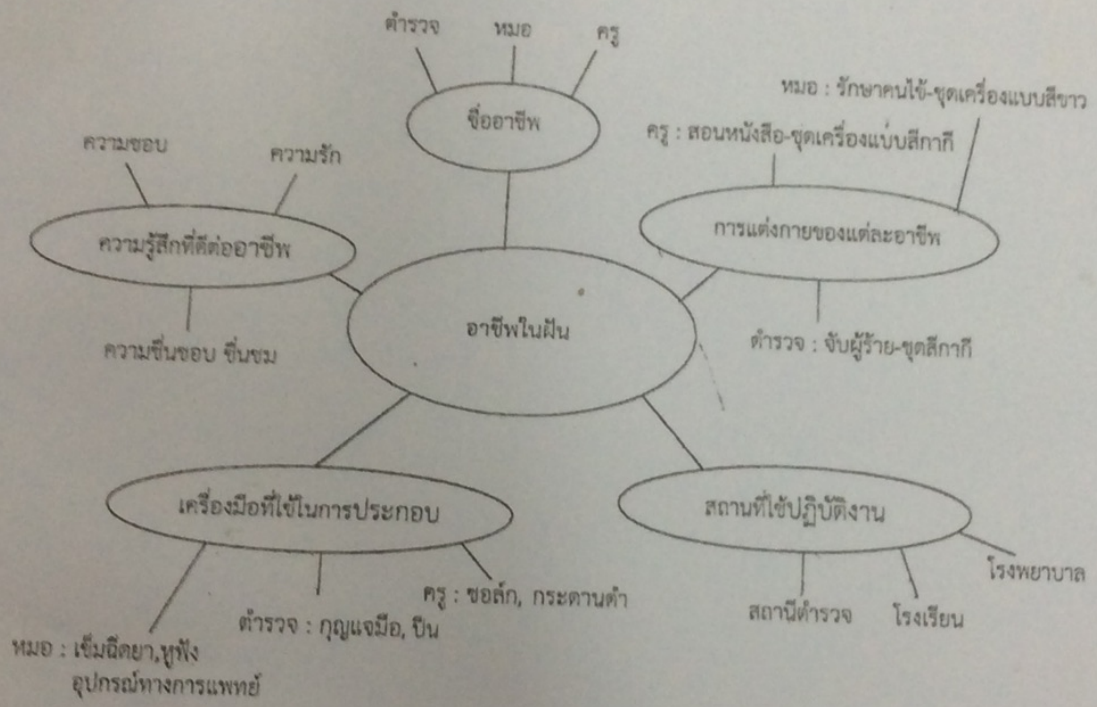 ตำรวจ หมอ ครู
ชื่ออาชีพ
หมอ : รักษาคนไข้-ชุดเครื่องแบบสีขาว
ครู : สอนหนังสือ-ชุดเครื่องแบบสีกากี
ความชอบ ความรัก
ความรู้สึกที่ดีต่ออาชีพ
การแต่งกายของแต่ละอาชีพ
อาชีพในฝัน
ความชื่นชอบ ชื่นชม
ตำรวจ : จับผู้ร้าย-ชุดสีกากี
เครื่องมือที่ใช้ในการประกอบ
สถานที่ใช้ปฏิบัติงาน
โรงพยาบาล
ครู : ชอล์ก, กระดานดำ
สถานีตำรวจ โรงเรียน
ตำรวจ : กุญแจมือ, ปืน
หมอ : เข็มฉีดยา,หูฟัง
อุปกรณ์ทางการแพทย์